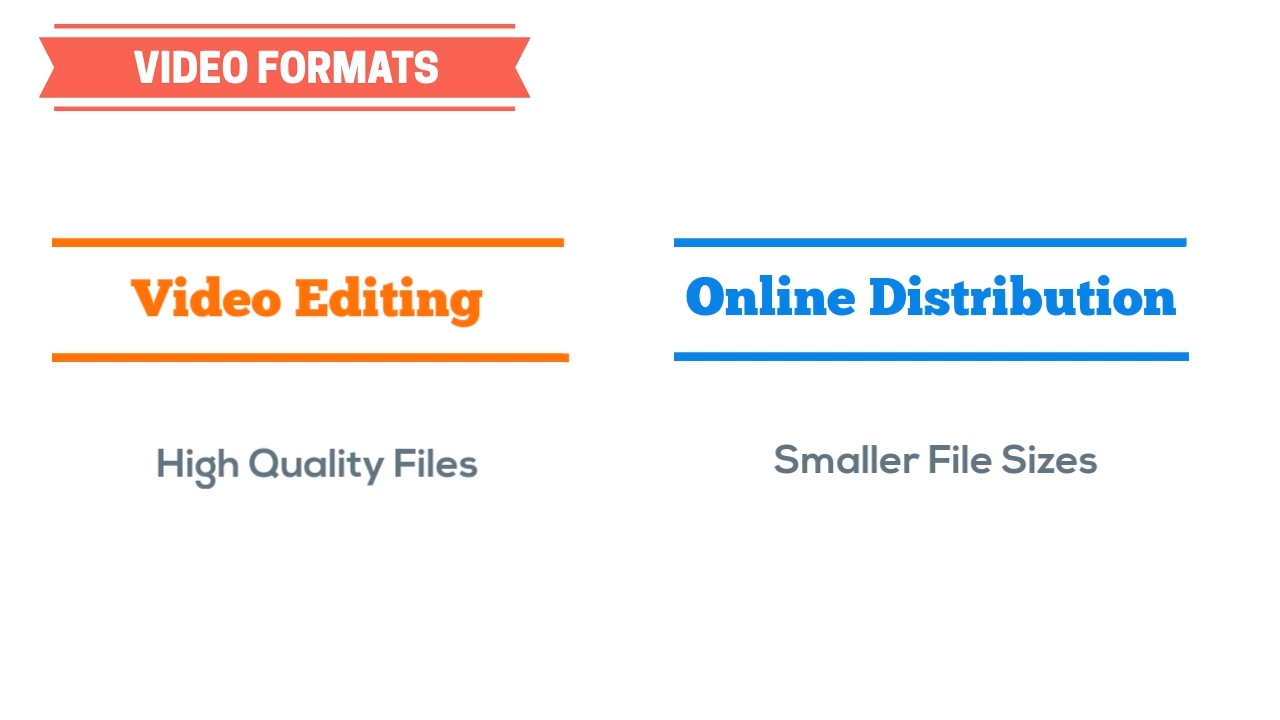 VIDEO FORMATS
Video Editing
High Quality Files
Online Distribution
Smaller File Sizes